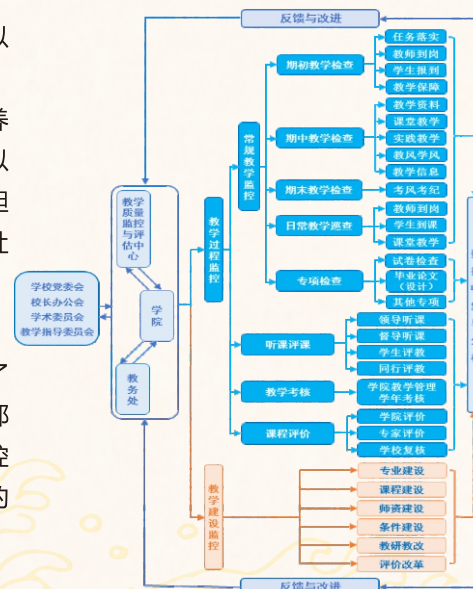 以
养
以
担
社
了
部
控
的
反馈与改进
学校党委会
校长办公会
学术委员会
教学指导委员会
教学
质量
监控
与评
估中
心
学
院
教
务
处
教
学
过
程
监
控
常
规
教
学
监
控
期初教学检查
任务落实
教师到岗
学生报到
教学保障
期中教学检查
教学资料
课堂教学
实践教学
教风学风
教学信息
期末教学检查
考风考纪
日常教学巡查
教师到岗
学生到课
课堂教学
专项检查
试卷检查
毕业论文
（设计）
其他专项
听课评课
领导听课
督导听课
学生评教
同行评教
教学考核
学院教学管理
学年考核
课程评价
学院评价
专家评价
学校复核
教
学
建
设
监
控
专业建设
课程建设
师资建设
条件建设
教研教改
评价改革
反馈与改进